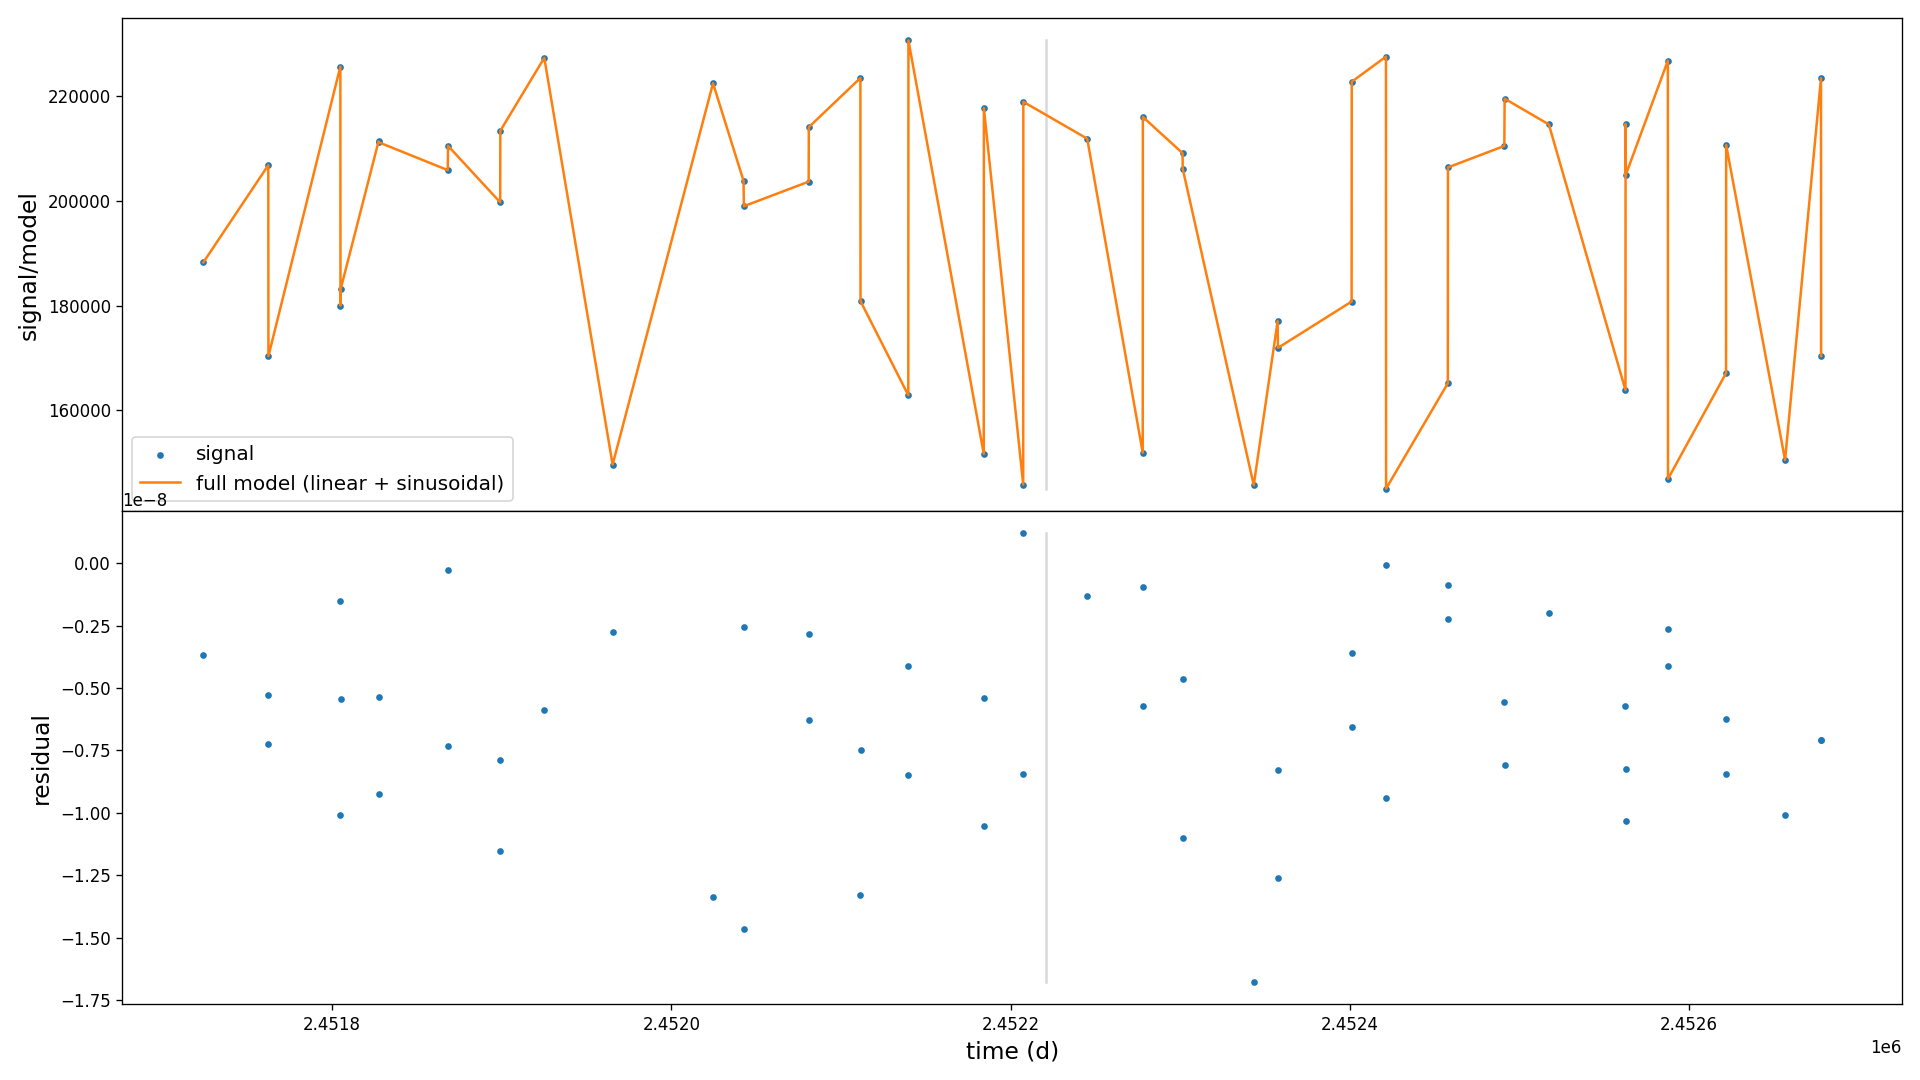 220000
200000
180000
160000
signal/model
signal
full model (linear + sinusoidal)
1e−8
0.00
−0.25
−0.50
−0.75
−1.00
−1.25
−1.50
−1.75
residual
2.4518
2.4520
2.4522
2.4524
2.4526
time (d)
1e6